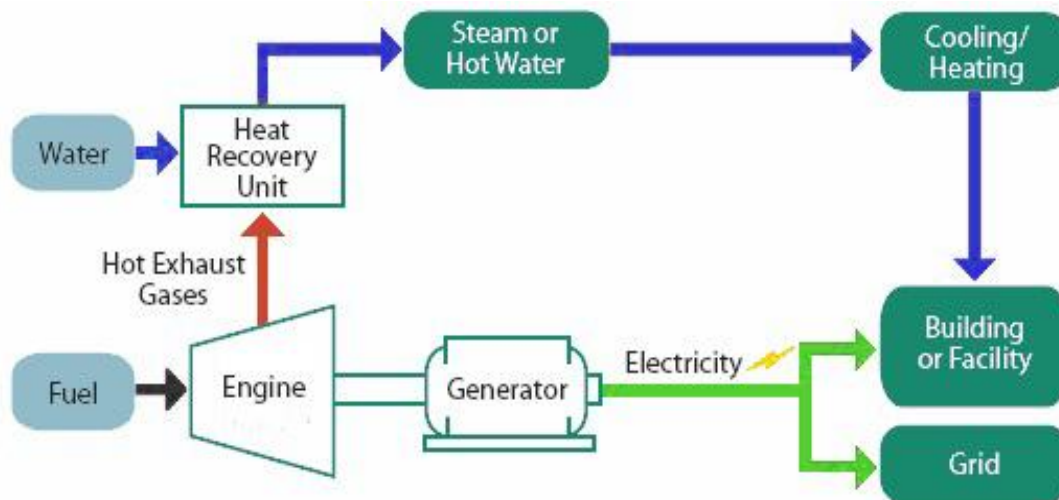 Steam or
Hot Water
Cooling/
Heating
Water
Heat
Recovery
Unit
Hot Exhaust
Gases
Fuel
Engine
Generator
Electricity
Building
or Facility
Grid